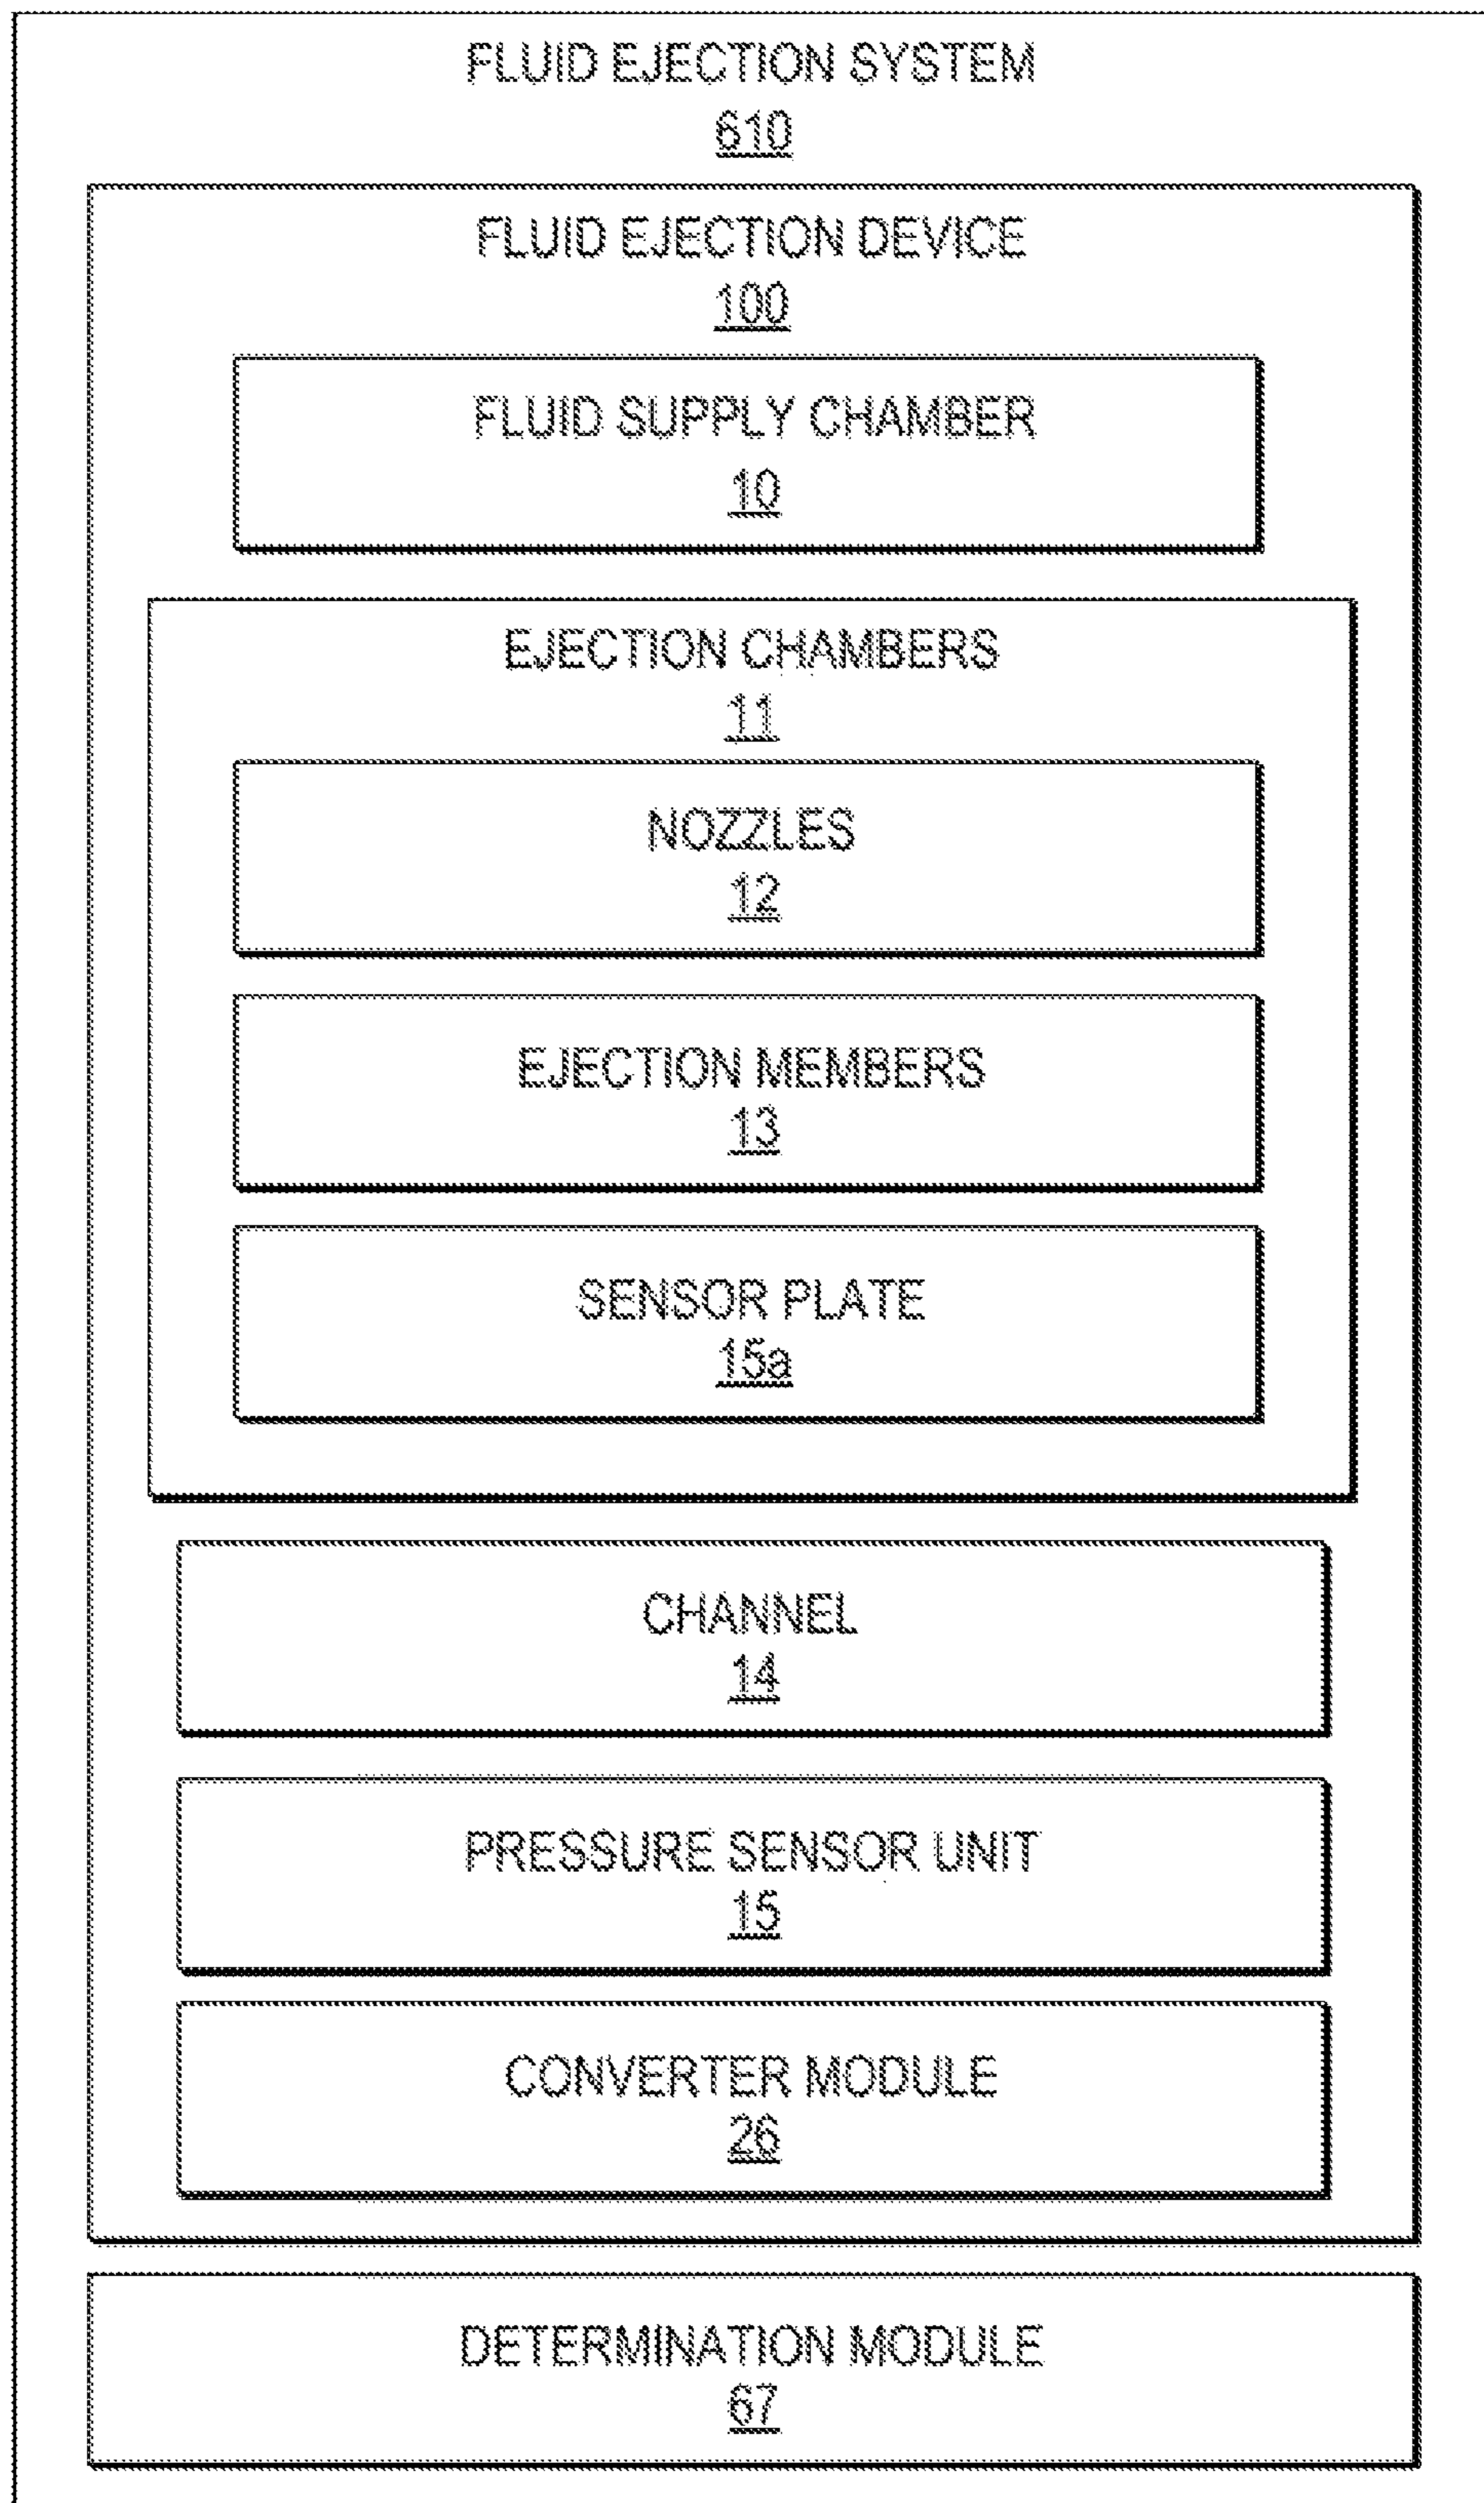 FLUID EJECTION SYSTEM
610
FLUID EJECTION DEVICE
100
FLUID SUPPLY CHAMBER
10
EJECTION CHAMBERS
11
NOZZLES
12
EJECTION MEMBERS
13
SENSOR PLATE
15a
CHANNEL
14
PRESSURE SENSOR UNIT
15
CONVERTER MODULE
26
DETERMINATION MODULE
67